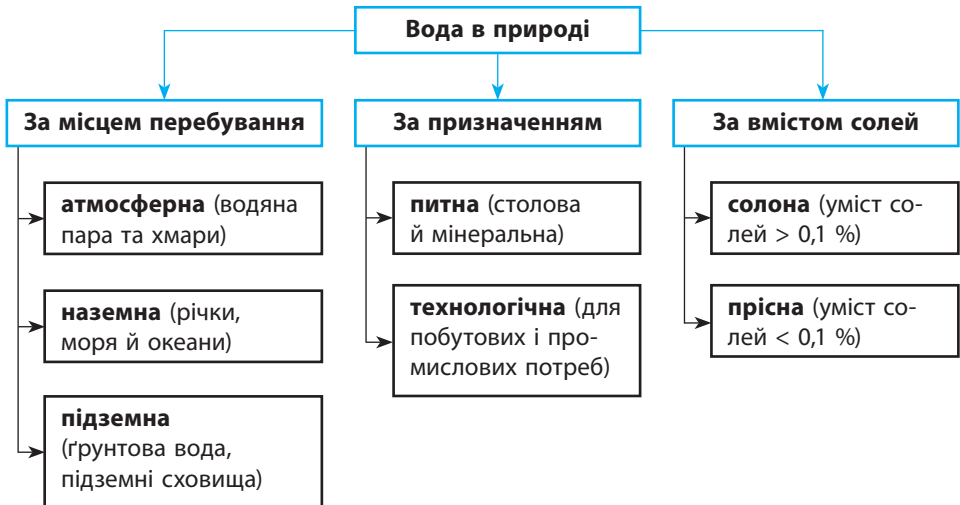 Вода в природі
За місцем перебування
атмосферна (водяна
пара та хмари)
наземна (річки,
моря й океани)
підземна
(ґрунтова вода,
підземні сховища)
За призначенням
питна (столова
й мінеральна)
технологічна (для
побутових і про-
мислових потреб)
За вмістом солей
солона (уміст со-
лей > 0,1 %)
прісна (уміст со-
лей < 0,1 %)